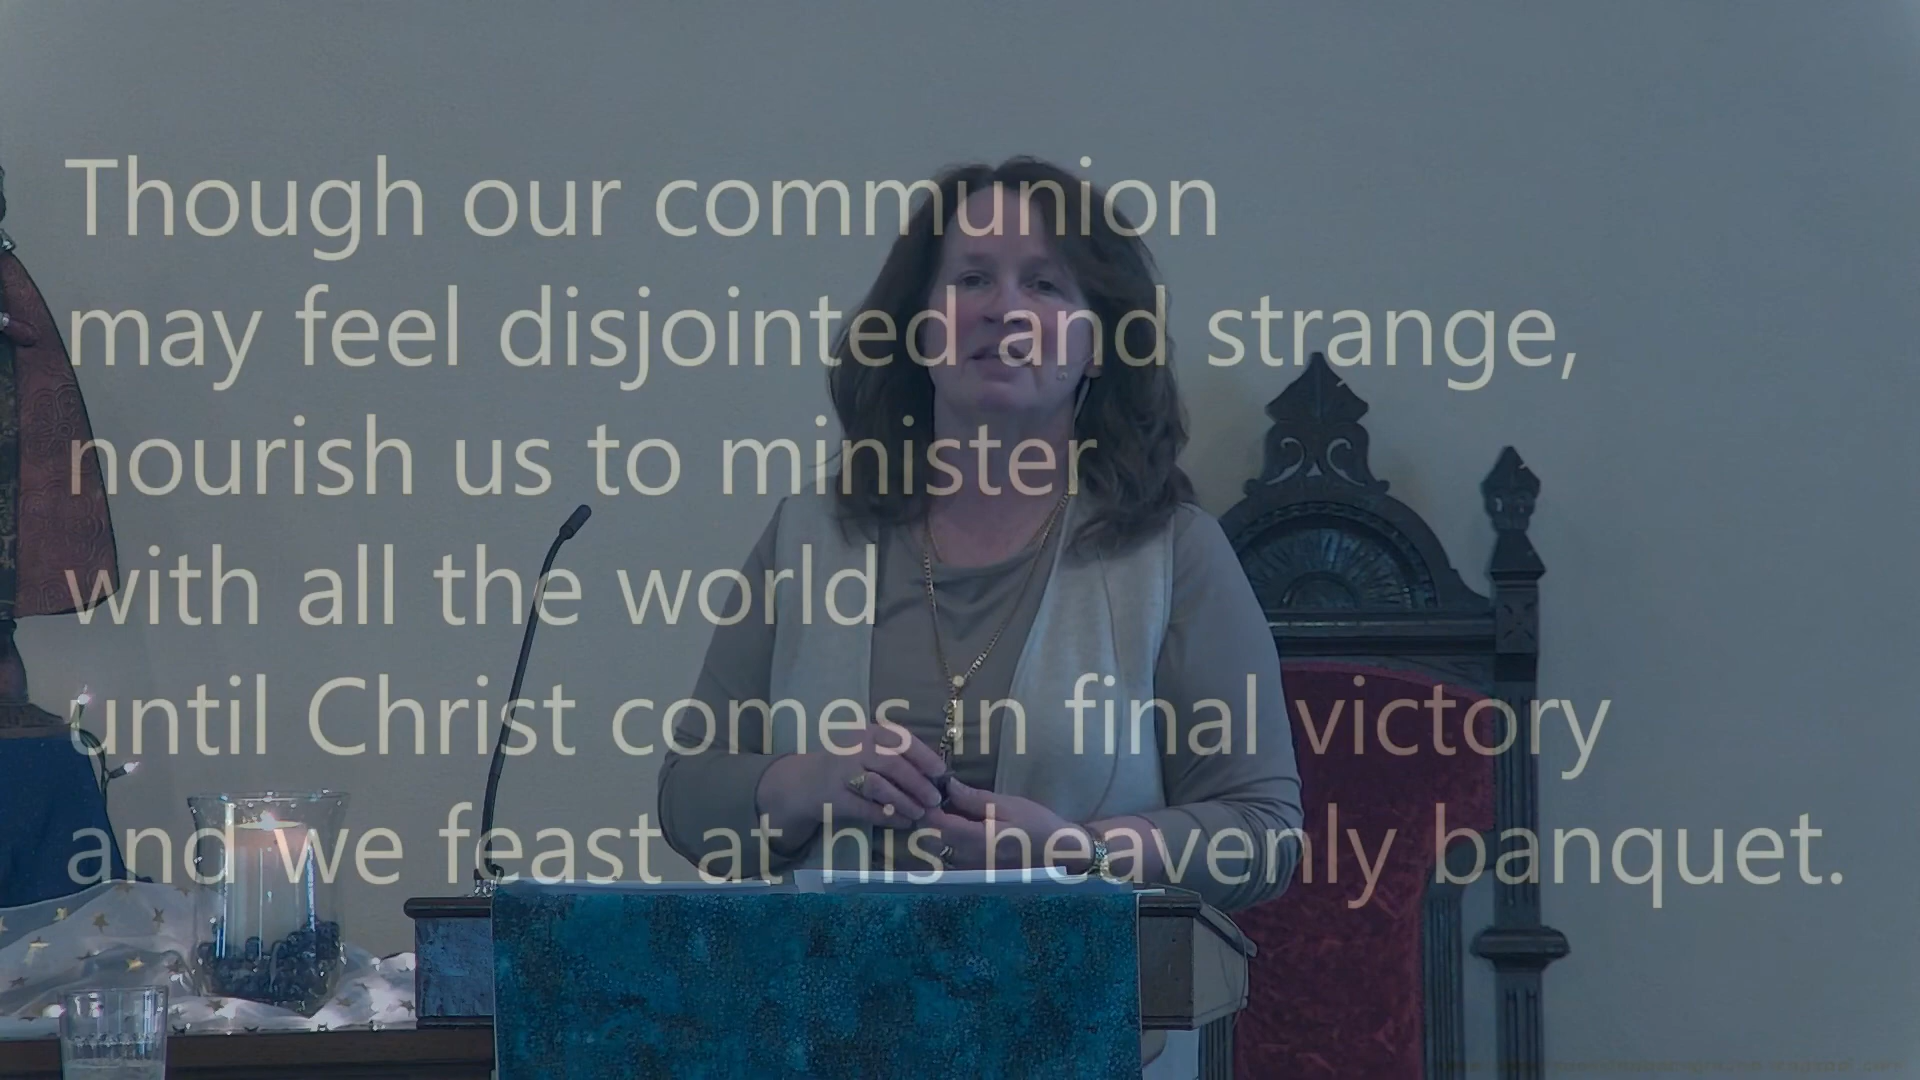 Though our communion
may feel disjointed and strange,
nourish us to minister
with all the world
until Christ comes in final victory
and we feast at his heavenly banquet.